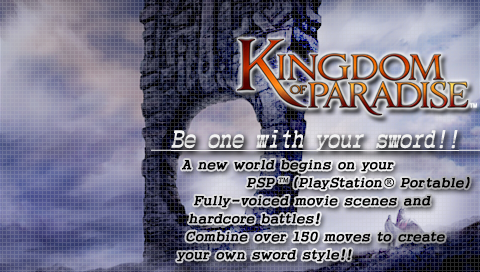 KINGDOM
OF PARADISE™
Be one with your sword!!
A new world begins on your
PSP™ (PlayStation® Portable)
Fully-voiced movie scenes and
hardcore battles!
Combine over 150 moves to create
your own sword style!!